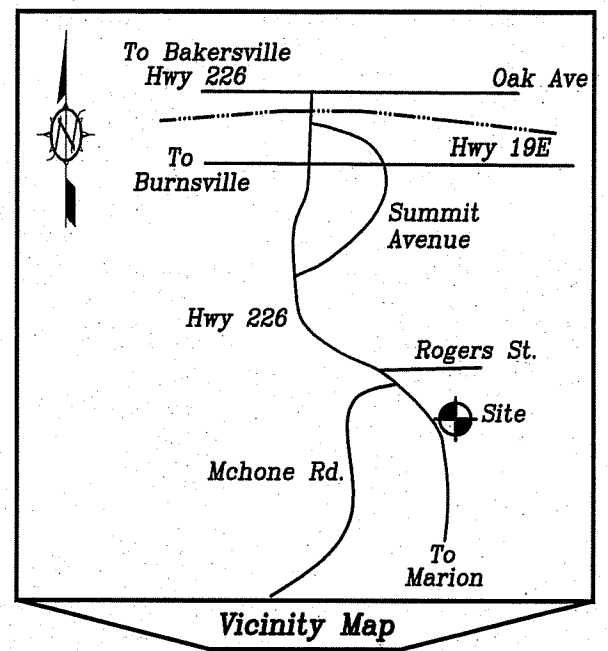 To Bakersville
Hwy 226
Oak Ave
N
Hwy 19E
To
Burnsville
Summit
Avenue
Hwy 226
Rogers St.
Site
Mchone Rd.
To
Marion
Vicinity Map